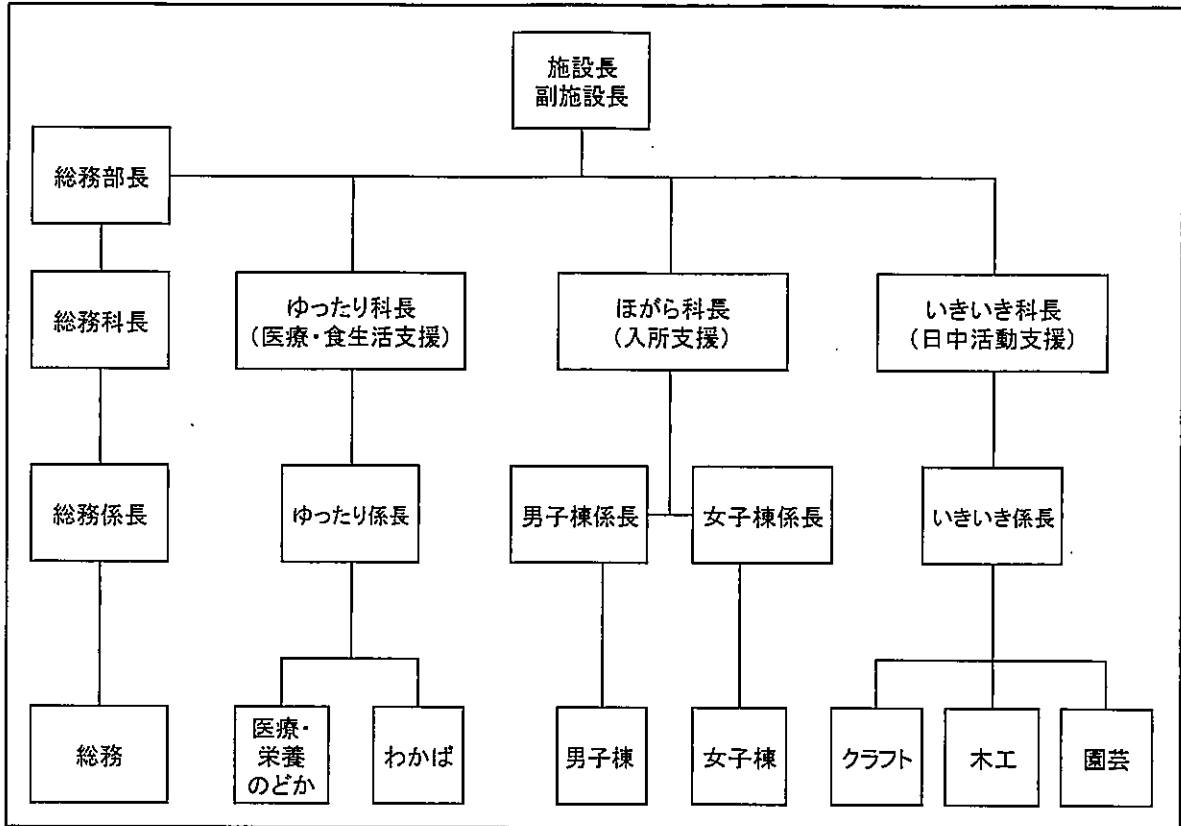 施設長
副施設長
総務部長
総務科長
ゆったり科長
(医療・食生活支援)
ほがら科長
(入所支援)
いきいき科長
(日中活動支援)
総務係長
ゆったり係長
男子棟係長
女子棟係長
いきいき係長
総務
医療・
栄養
のどか
わかば
男子棟
女子棟
クラフト
木工
園芸